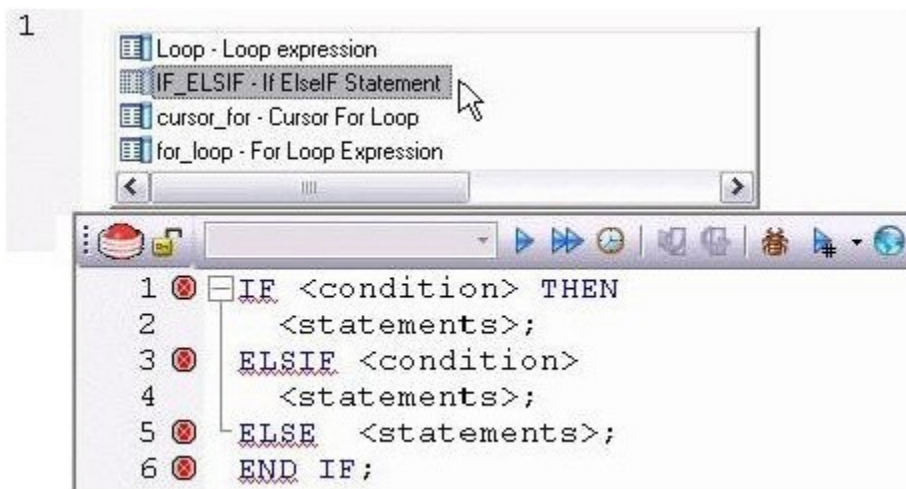 1
Loop - Loop expression
IF_ELSIF - If ElseIF Statement
cursor_for - Cursor For Loop
for_loop - For Loop Expression
1 IF <condition> THEN
2 <statements>;
3 ELSIF <condition>
4 <statements>;
5 ELSE <statements>;
6 END IF;